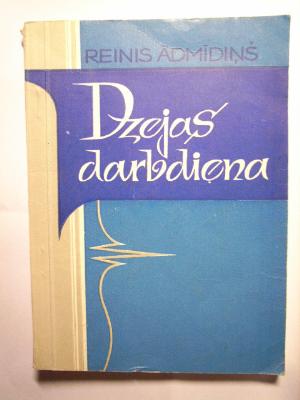 REINIS ĀDMĪDIŅŠ
Dzejas
darbdiena